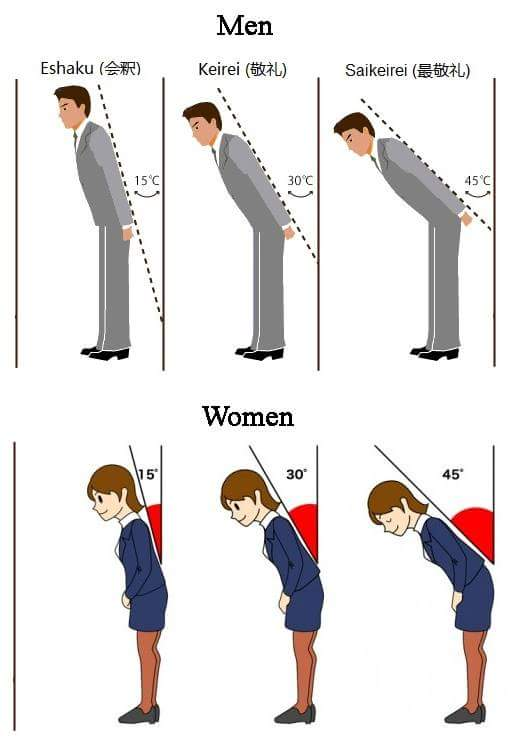 Men
Eshaku (会釈) Keirei (敬礼) Saikeirei (最敬礼)
15℃ 30℃ 45℃
Women
15° 30° 45°